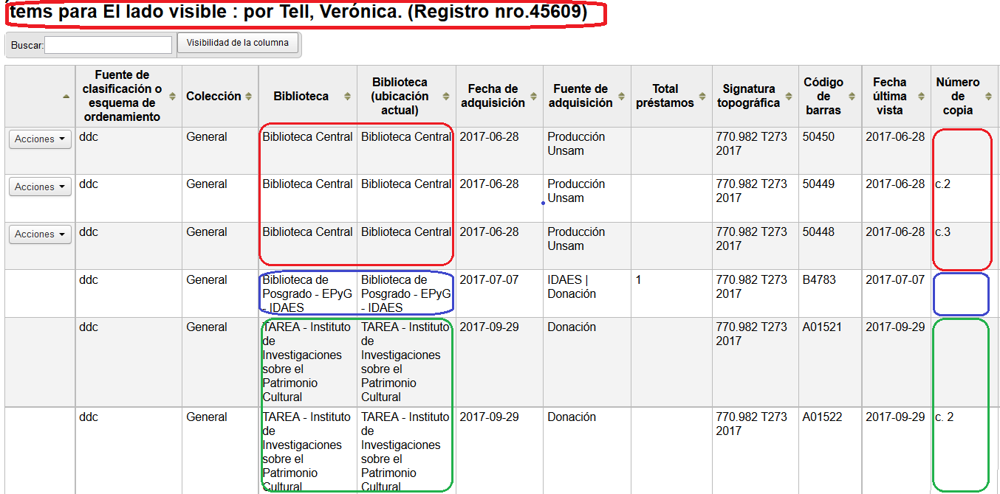 tems para El lado visible : por Tell, Verónica. (Registro nro.45609)
Buscar:
Visibilidad de la columna
Fuente de clasificación o esquema de ordenamiento
Colección
Biblioteca
Biblioteca (ubicación actual)
Fecha de adquisición
Fuente de adquisición
Total préstamos
Signatura topográfica
Código de barras
Fecha última vista
Número de copia
Acciones
ddc
General
Biblioteca Central
Biblioteca Central
2017-06-28
Producción Unsam
770.982 T273 2017
50450
2017-06-28
Acciones
ddc
General
Biblioteca Central
Biblioteca Central
2017-06-28
Producción Unsam
770.982 T273 2017
50449
2017-06-28
c.2
Acciones
ddc
General
Biblioteca Central
Biblioteca Central
2017-06-28
Producción Unsam
770.982 T273 2017
50448
2017-06-28
c.3
ddc
General
Biblioteca de Posgrado - EPyG - IDAES
Biblioteca de Posgrado - EPyG - IDAES
2017-07-07
IDAES | Donación
1
770.982 T273 2017
B4783
2017-07-07
ddc
General
TAREA - Instituto de Investigaciones sobre el Patrimonio Cultural
TAREA - Instituto de Investigaciones sobre el Patrimonio Cultural
2017-09-29
Donación
770.982 T273 2017
A01521
2017-09-29
ddc
General
TAREA - Instituto de Investigaciones sobre el Patrimonio Cultural
TAREA - Instituto de Investigaciones sobre el Patrimonio Cultural
2017-09-29
Donación
770.982 T273 2017
A01522
2017-09-29
c. 2